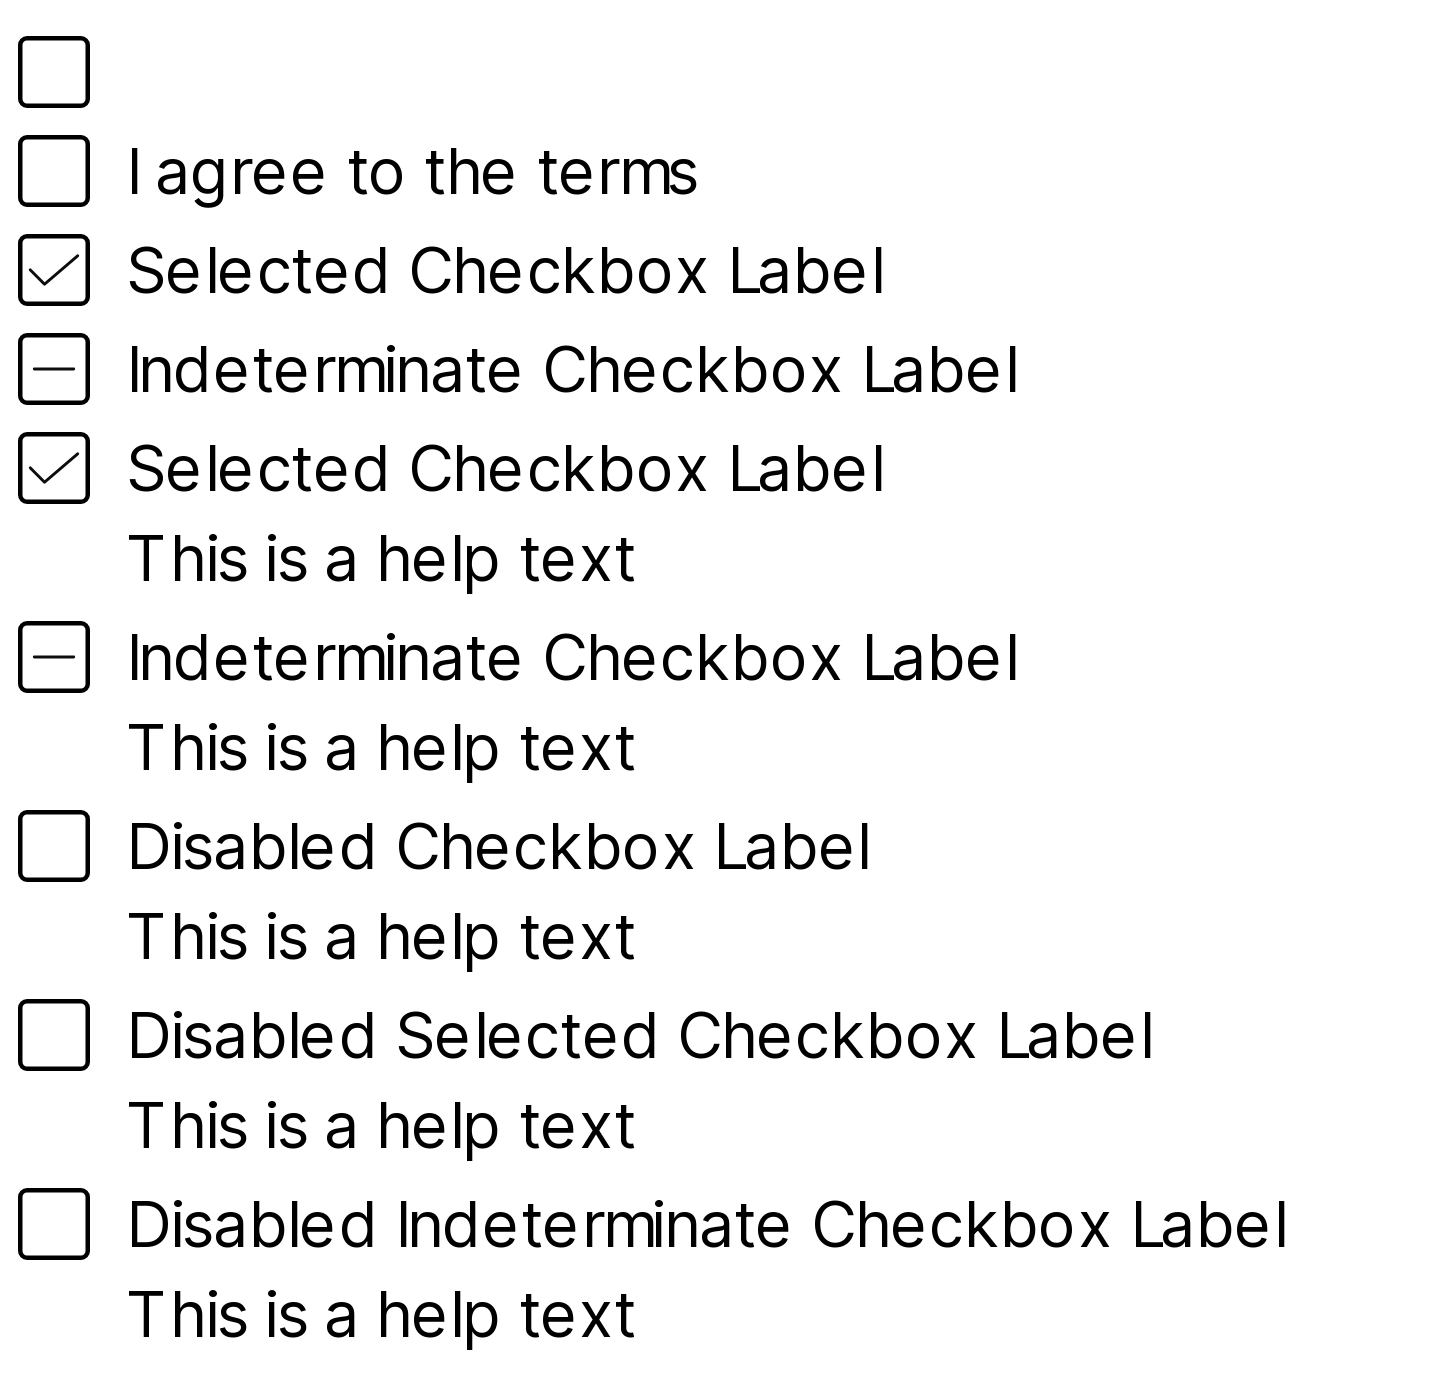 I agree to the terms
Selected Checkbox Label
Indeterminate Checkbox Label
Selected Checkbox Label
This is a help text
Indeterminate Checkbox Label
This is a help text
Disabled Checkbox Label
This is a help text
Disabled Selected Checkbox Label
This is a help text
Disabled Indeterminate Checkbox Label
This is a help text